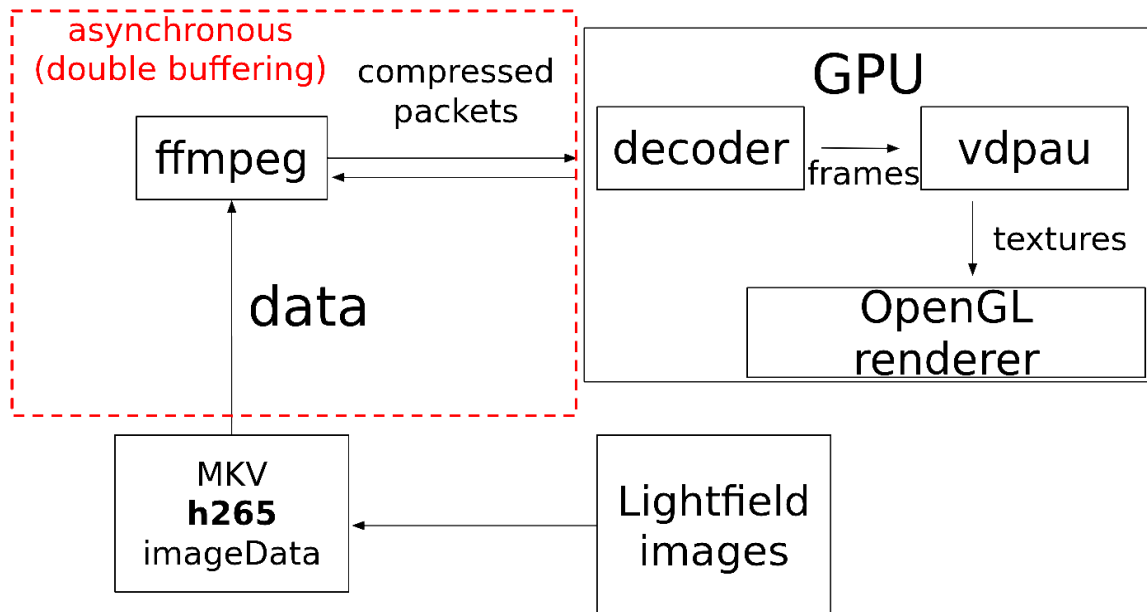 asynchronous
(double buffering)
compressed
packets
ffmpeg
data
GPU
decoder
frames
vdpau
textures
OpenGL
renderer
MKV
h265
imageData
Lightfield
images